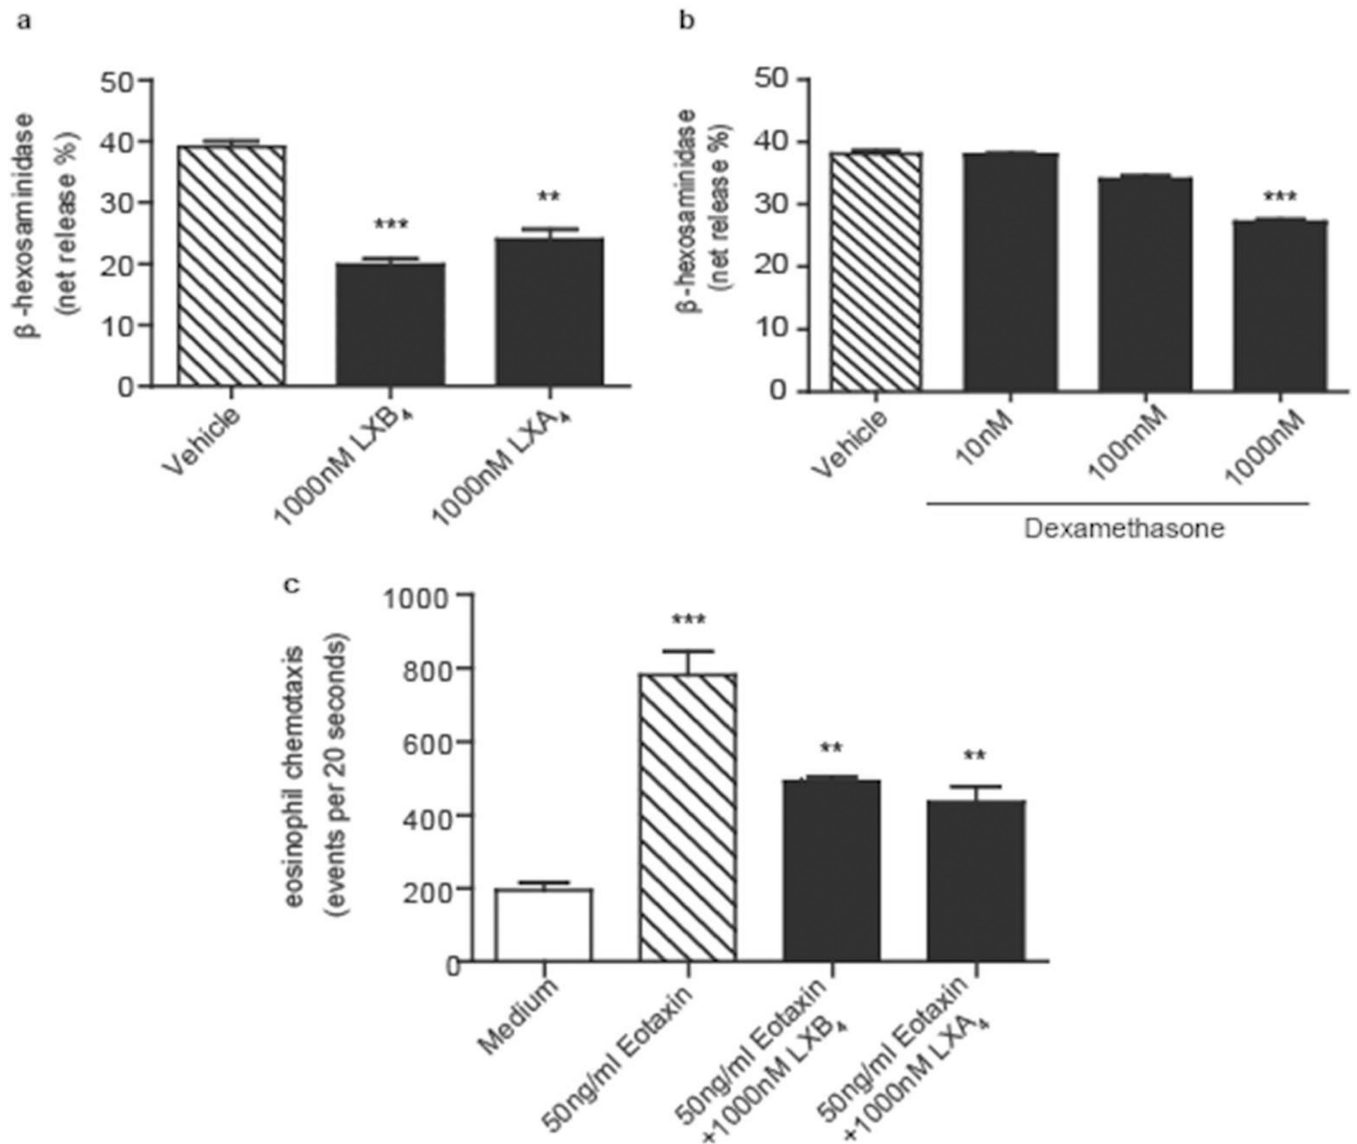 a
β-hexosaminidase
(net release %)
50
40
30
20
10
0
***
**
Vehicle
1000nM LXB₄
1000nM LXA₄
b
β-hexosaminidase
(net release %)
50
40
30
20
10
0
***
Vehicle
10nM
100nnM
1000nM
Dexamethasone
c
eosinophil chemotaxis
(events per 20 seconds)
1000
800
600
400
200
0
***
**
**
Medium
50ng/ml Eotaxin
50ng/ml Eotaxin
+1000nM LXB₄
50ng/ml Eotaxin
+1000nM LXA₄